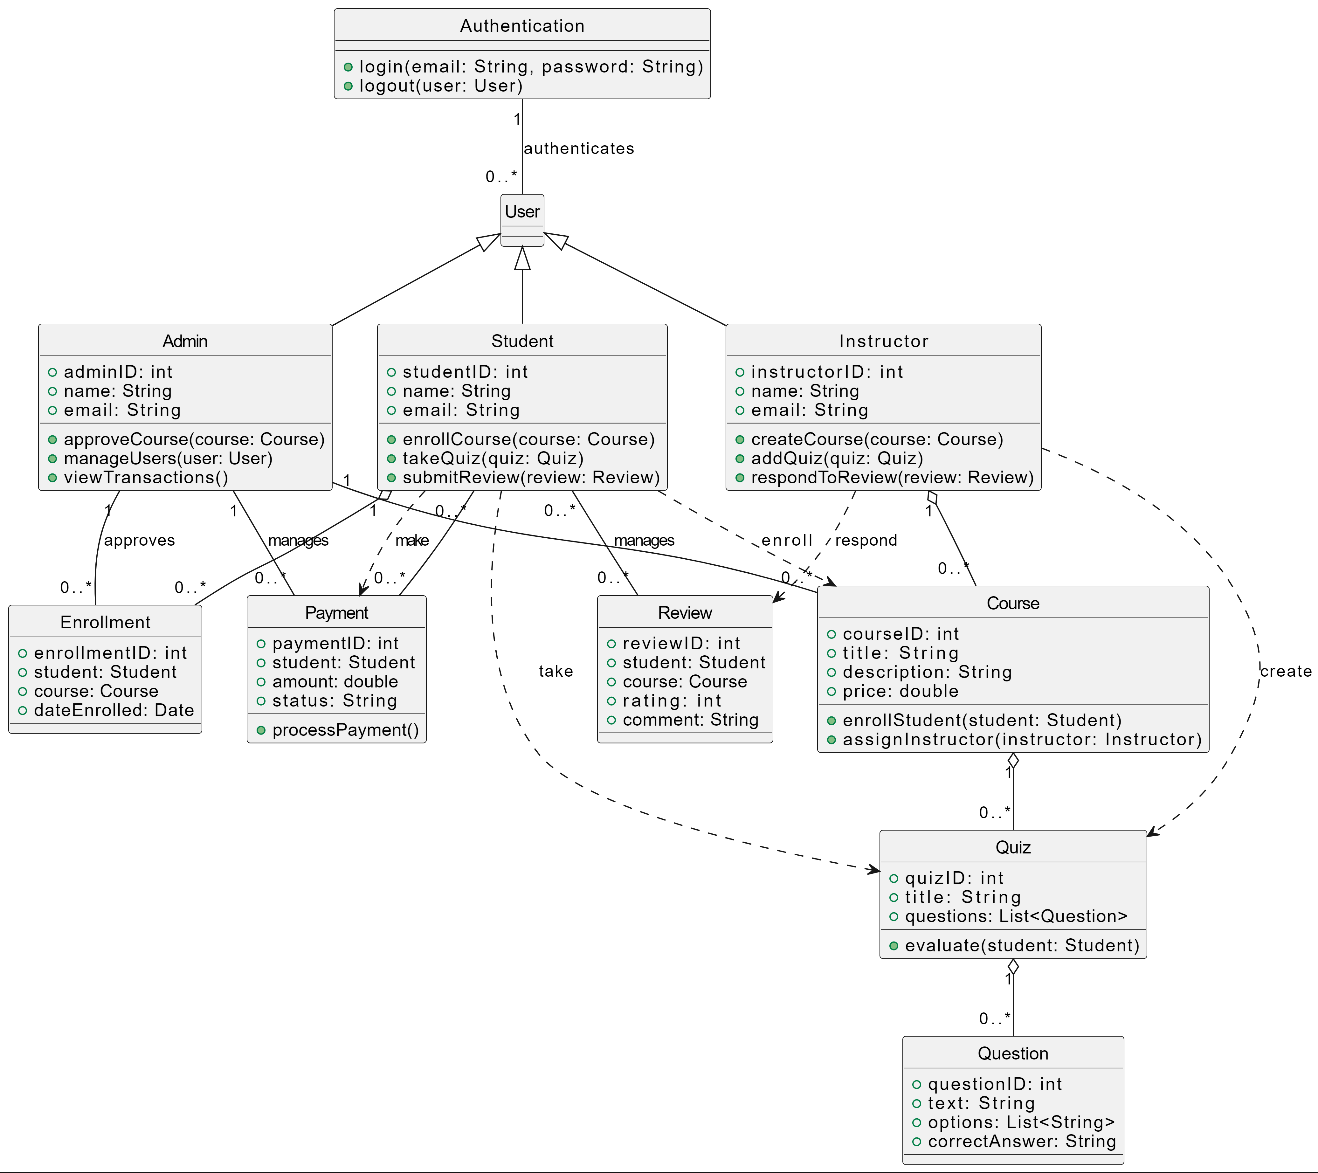 Authentication
login(email: String, password: String)
logout(user: User)
1
authenticates
0..*
User
Admin
adminID: int
name: String
email: String
approveCourse(course: Course)
manageUsers(user: User)
viewTransactions()
Student
studentID: int
name: String
email: String
enrollCourse(course: Course)
takeQuiz(quiz: Quiz)
submitReview(review: Review)
Instructor
instructorID: int
name: String
email: String
createCourse(course: Course)
addQuiz(quiz: Quiz)
respondToReview(review: Review)
1
1
1
1
0..*
0..*
1
approves
manages
make
manages
enroll
respond
0..*
0..*
0..*
0..*
0..*
0..*
0..*
Enrollment
enrollmentID: int
student: Student
course: Course
dateEnrolled: Date
Payment
paymentID: int
student: Student
amount: double
status: String
processPayment()
Review
reviewID: int
student: Student
course: Course
rating: int
comment: String
Course
courseID: int
title: String
description: String
price: double
enrollStudent(student: Student)
assignInstructor(instructor: Instructor)
take
create
1
0..*
Quiz
quizID: int
title: String
questions: List<Question>
evaluate(student: Student)
1
0..*
Question
questionID: int
text: String
options: List<String>
correctAnswer: String